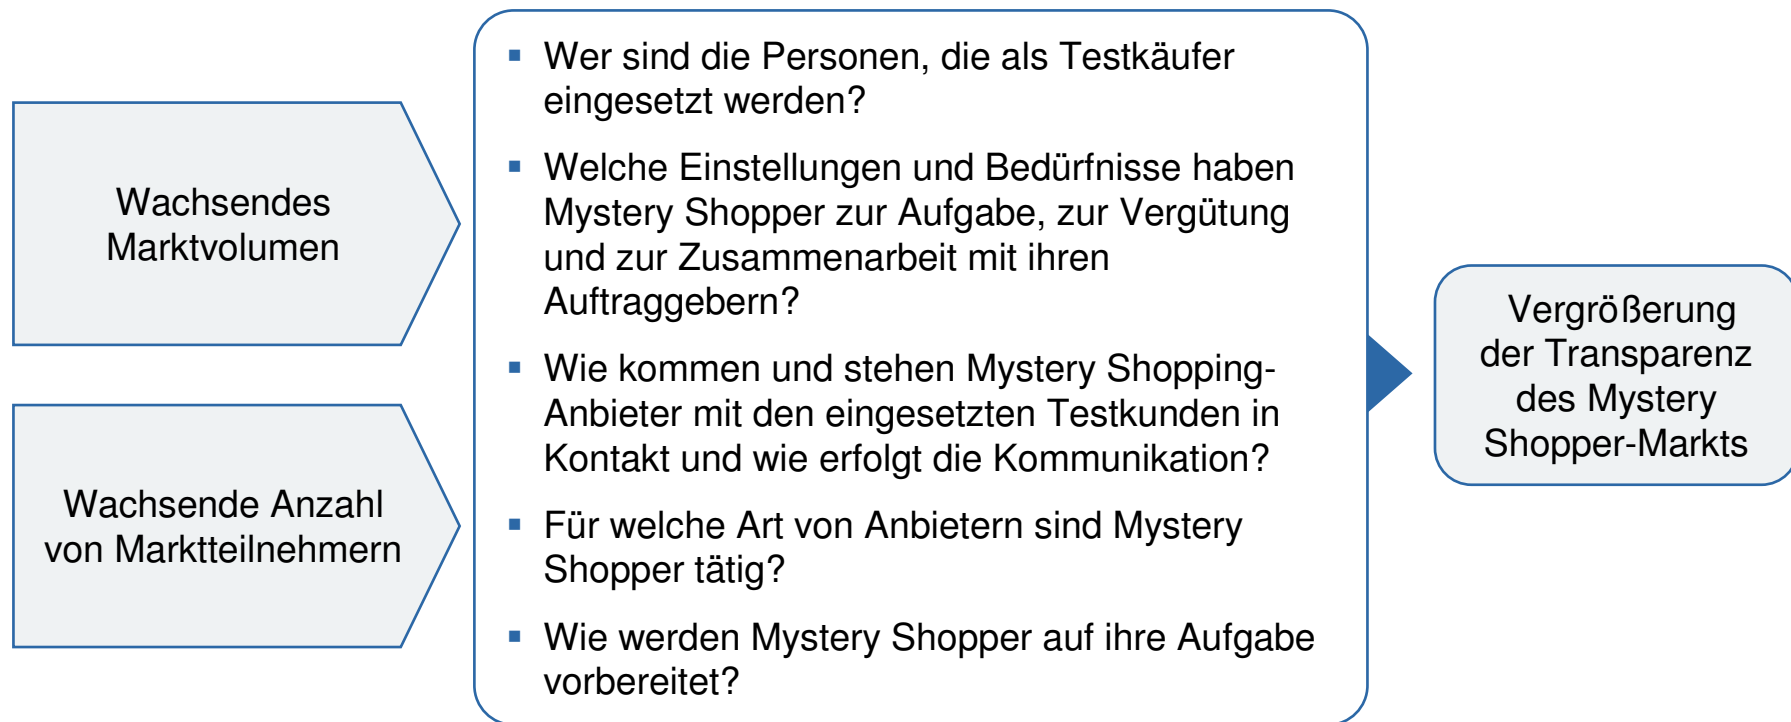 Wachsendes
Marktvolumen
Wachsende Anzahl
von Marktteilnehmern
▪ Wer sind die Personen, die als Testkäufer
eingesetzt werden?
▪ Welche Einstellungen und Bedürfnisse haben
Mystery Shopper zur Aufgabe, zur Vergütung
und zur Zusammenarbeit mit ihren
Auftraggebern?
▪ Wie kommen und stehen Mystery Shopping-
Anbieter mit den eingesetzten Testkunden in
Kontakt und wie erfolgt die Kommunikation?
▪ Für welche Art von Anbietern sind Mystery
Shopper tätig?
▪ Wie werden Mystery Shopper auf ihre Aufgabe
vorbereitet?
Vergrößerung
der Transparenz
des Mystery
Shopper-Markts